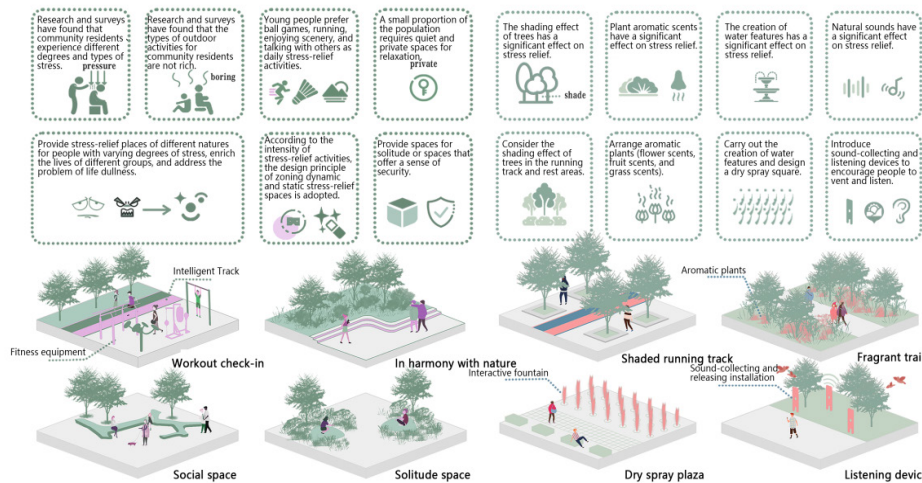 Research and surveys
have found that
community residents
experience different
degrees and types of
stress.
pressure
Research and surveys
have found that the
types of outdoor
activities for
community residents
are not rich.
boring
Young people prefer
ball games, running,
enjoying scenery, and
talking with others as
daily stress-relief
activities.
A small proportion of
the population
requires quiet and
private spaces for
relaxation.
private
The shading effect
of trees has a
significant effect on
stress relief.
shade
Plant aromatic scents
have a significant
effect on stress relief.
The creation of
water features has a
significant effect on
stress relief.
Natural sounds have
a significant effect
on stress relief.
Provide stress-relief places of different natures
for people with varying degrees of stress, enrich
the lives of different groups, and address the
problem of life dullness.
According to the
intensity of
stress-relief activities,
the design principle
of zoning dynamic
and static stress-relief
spaces is adopted.
Provide spaces for
solitude or spaces that
offer a sense of
security.
Consider the
shading effect of
trees in the running
track and rest areas.
Arrange aromatic
plants (flower scents,
fruit scents, and
grass scents).
Carry out the
creation of water
features and design
a dry spray square.
Introduce
sound-collecting and
listening devices to
encourage people to
vent and listen.
Intelligent Track
Fitness equipment
Workout check-in
In harmony with nature
Shaded running track
Aromatic plants
Fragrant trai
Social space
Solitude space
Interactive fountain
Dry spray plaza
Sound-collecting and
releasing installation
Listening devic